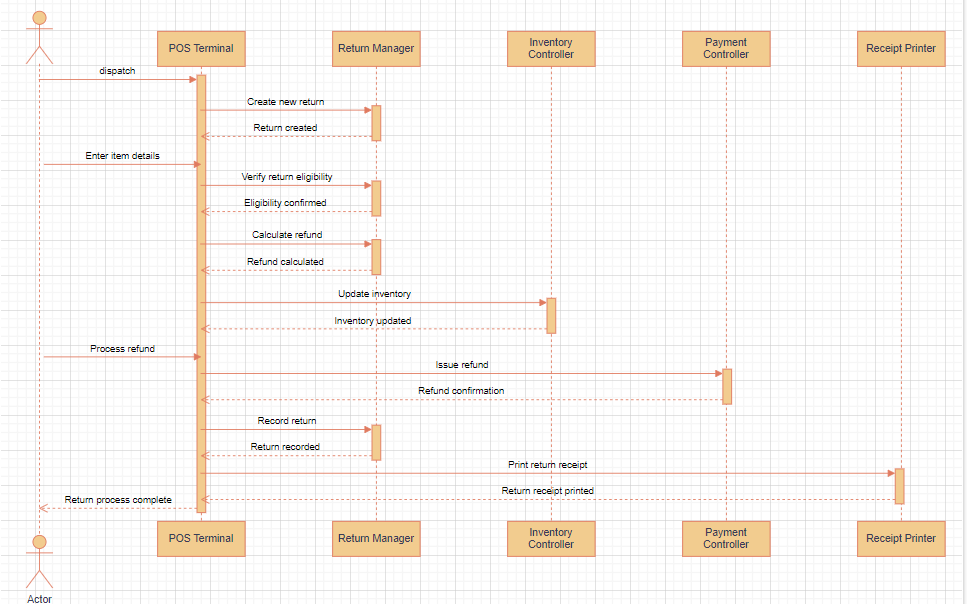 POS Terminal
Return Manager
Inventory
Controller
Payment
Controller
Receipt Printer
dispatch
Create new return
Return created
Enter item details
Verify return eligibility
Eligibility confirmed
Calculate refund
Refund calculated
Update inventory
Inventory updated
Process refund
Issue refund
Refund confirmation
Record return
Return recorded
Print return receipt
Return receipt printed
Return process complete
POS Terminal
Return Manager
Inventory
Controller
Payment
Controller
Receipt Printer
Actor